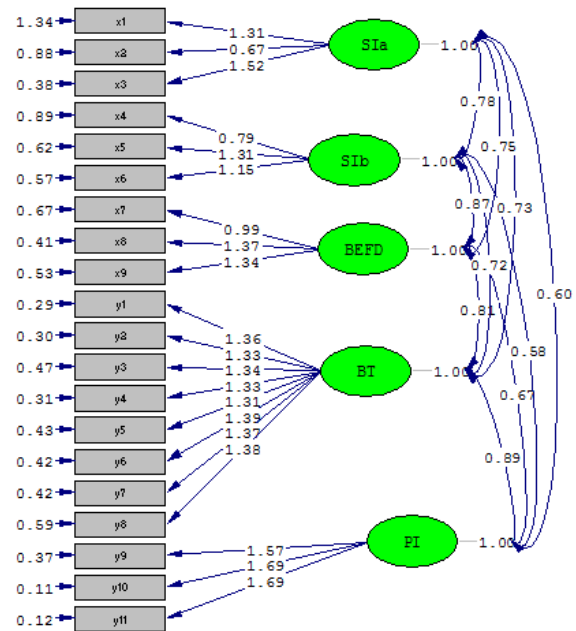 1.34 x1 1.31
0.88 x2 0.67 SIa 1.00
0.38 x3 1.52
0.89 x4 0.78
0.62 x5 0.79 0.75
1.31 SIb 1.00
0.57 x6 1.15
0.67 x7 0.87 0.73
0.99
0.41 x8 1.37 BEFD 1.00
1.34
0.53 x9 0.72
0.60
0.29 y1 0.81
0.30 y2 1.36 0.58
1.33
0.47 y3 1.34 BT 1.00
1.33 0.67
0.31 y4 1.31
1.39
0.43 y5 1.37
0.42 y6 1.38 0.89
0.42 y7
0.59 y8
PI 1.00
0.37 y9 1.57
0.11 y10 1.69
0.12 y11 1.69